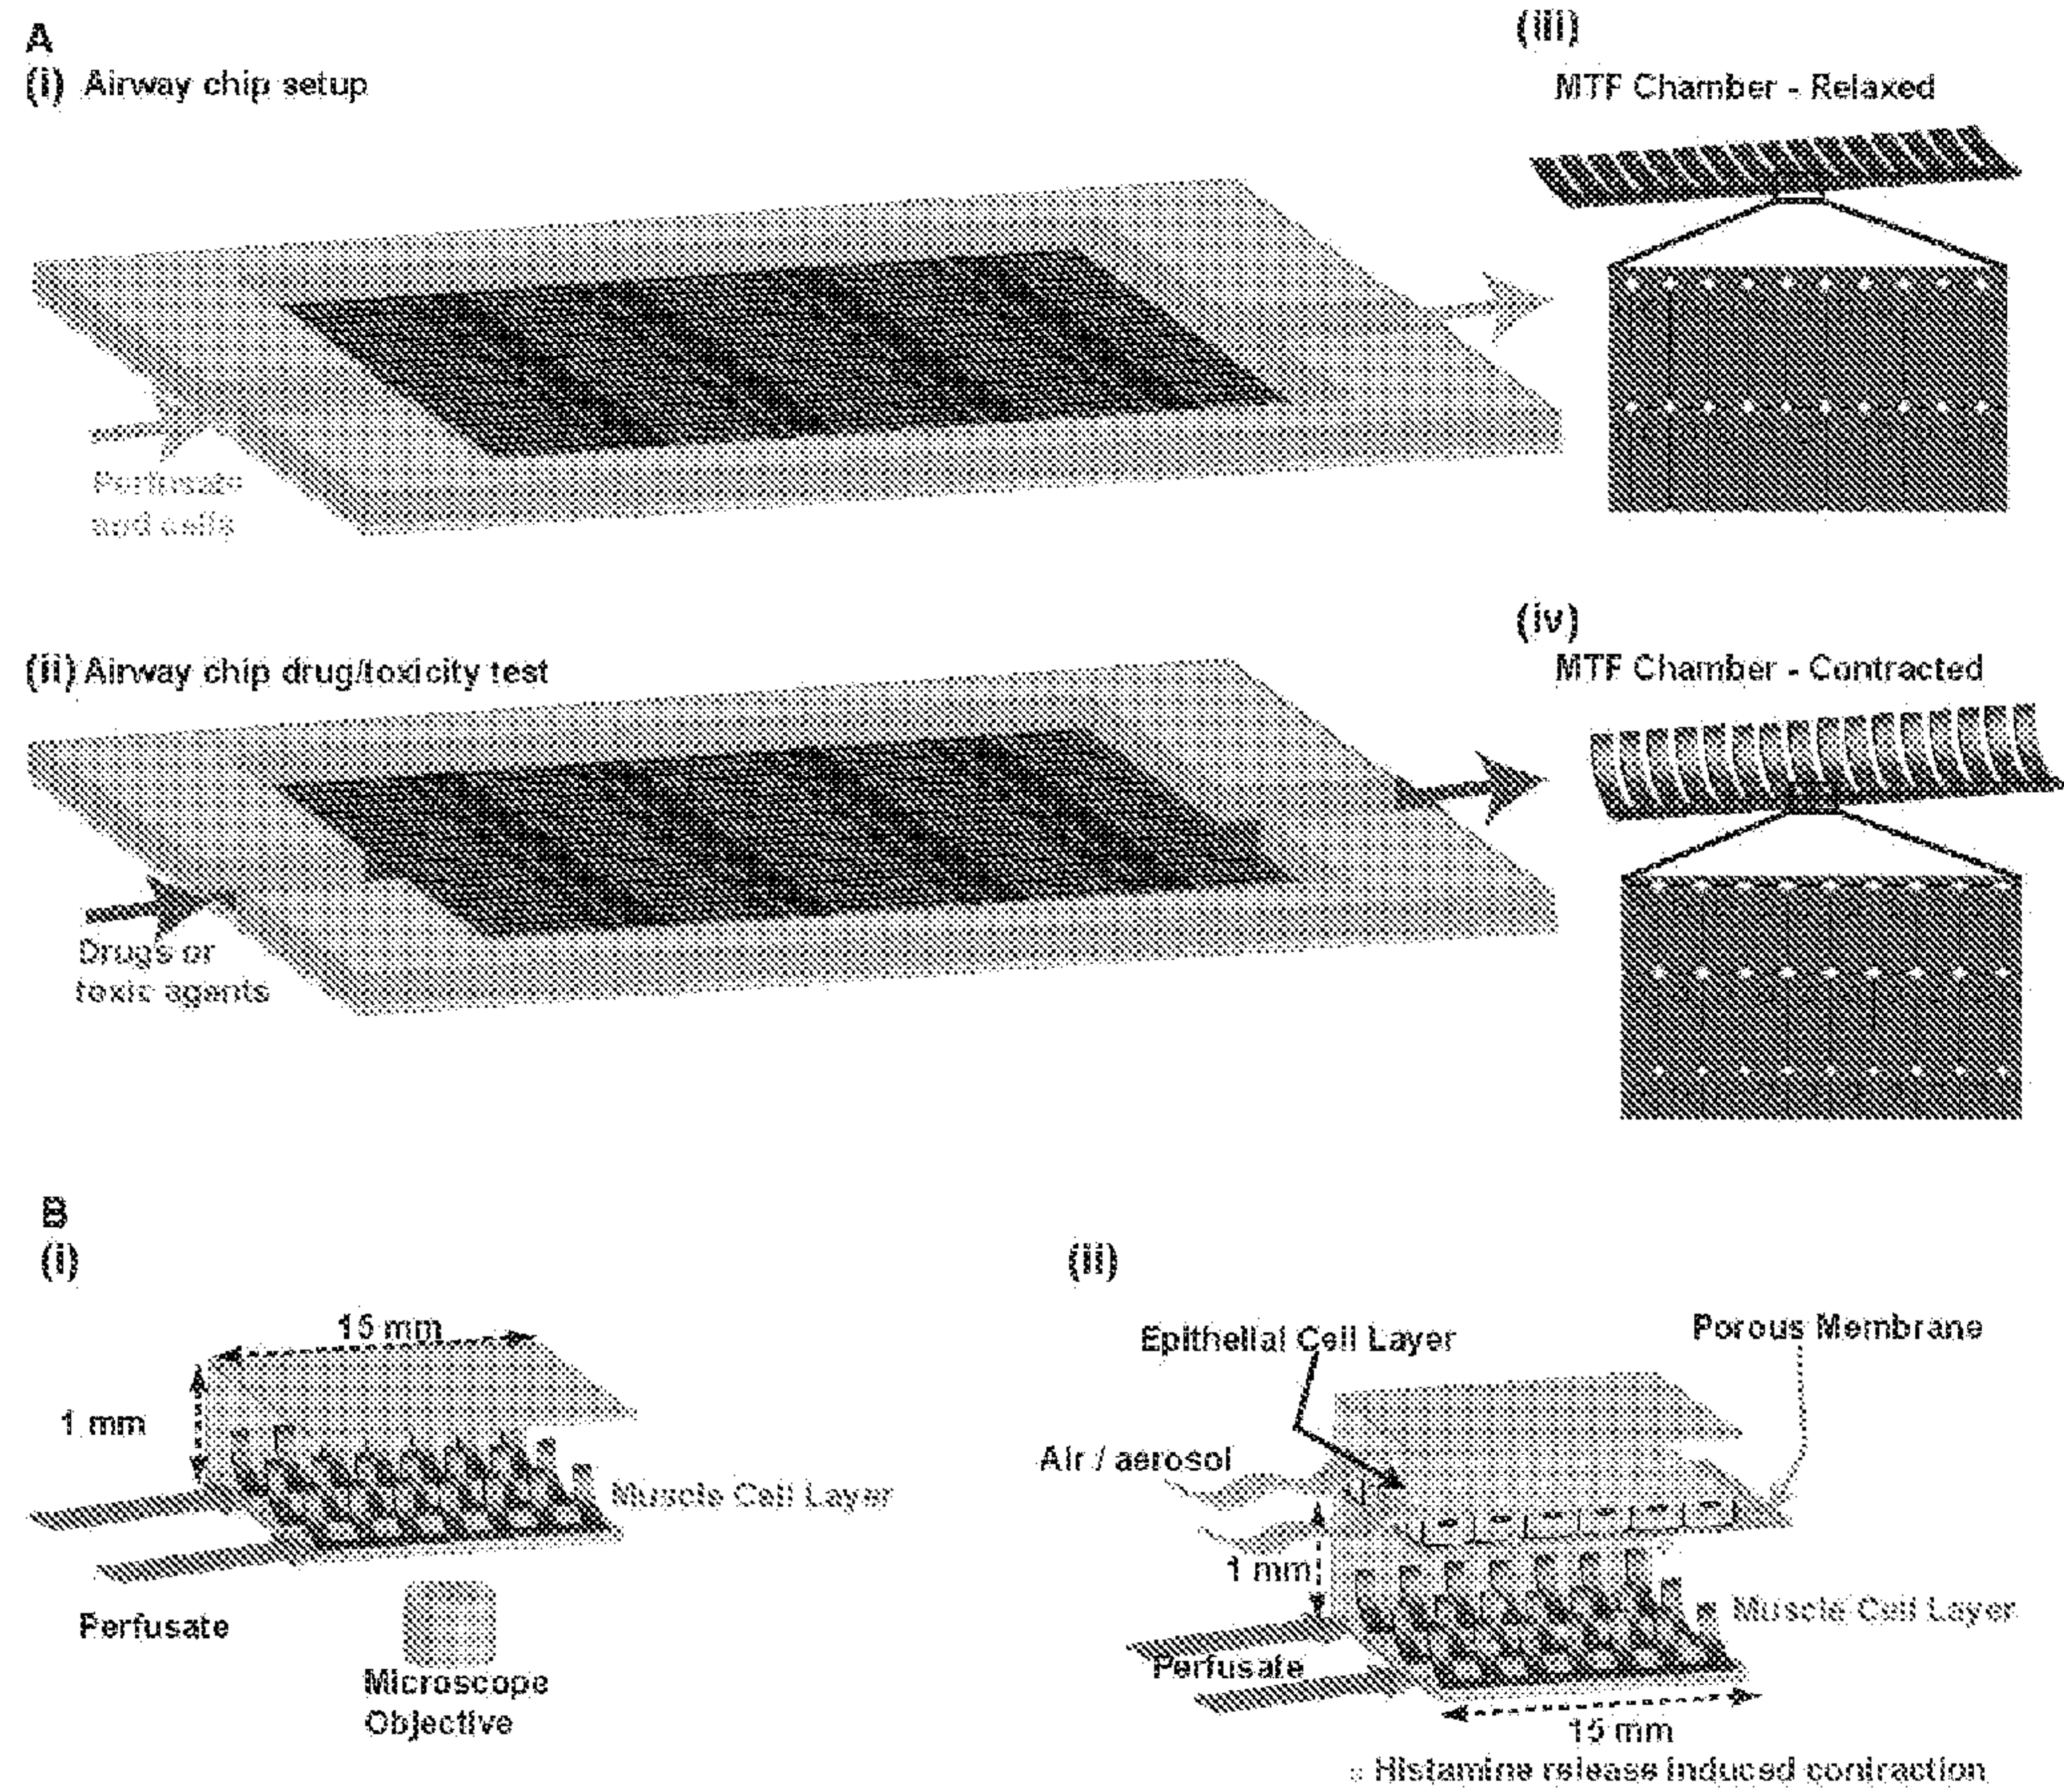 A
(i) Airway chip setup
Perfusate
and cells
(iii)
MTF Chamber - Relaxed
(ii) Airway chip drug/toxicity test
Drugs or
toxic agents
(iv)
MTF Chamber - Contracted
B
(i)
15 mm
1 mm
Muscle Cell Layer
Perfusate
Microscope
Objective
(ii)
Epithelial Cell Layer
Porous Membrane
Air / aerosol
1 mm
Muscle Cell Layer
Perfusate
15 mm
Histamine release induced contraction